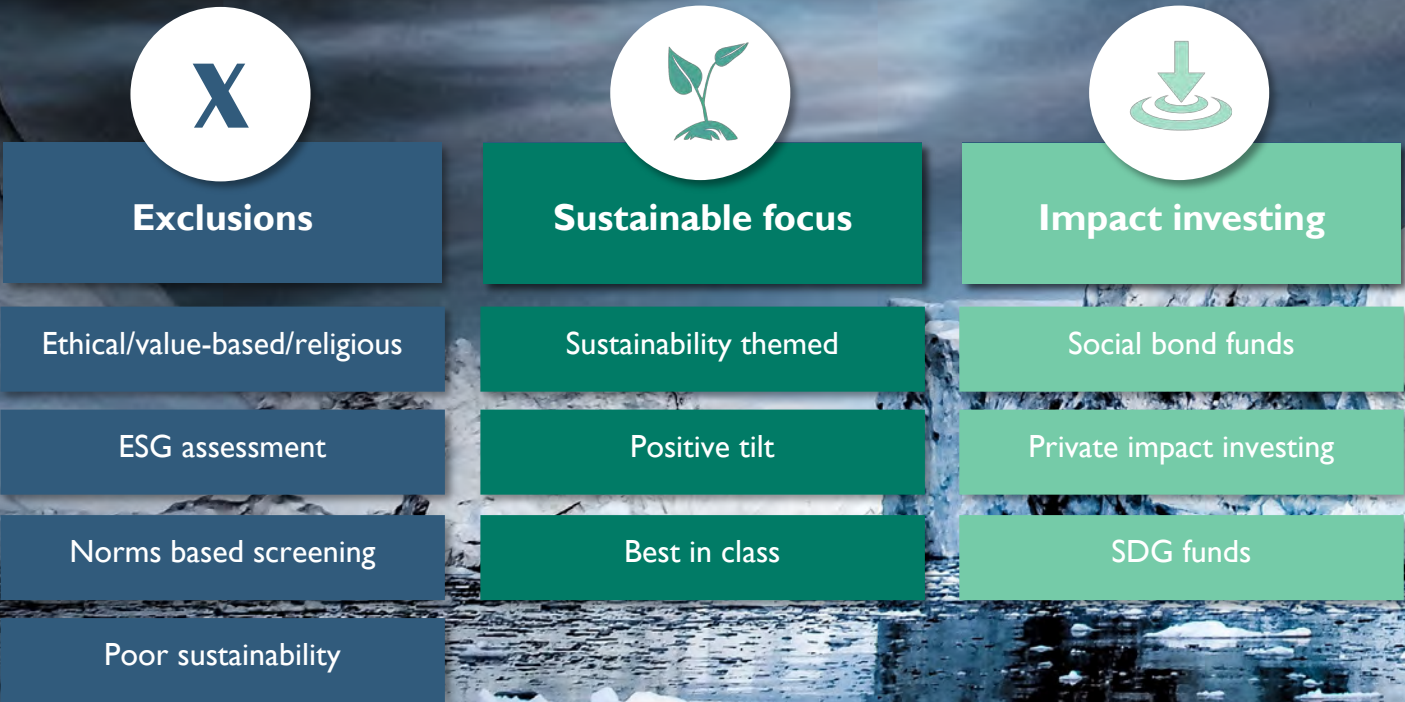 X
Exclusions
Ethical/value-based/religious
ESG assessment
Norms based screening
Poor sustainability
Sustainable focus
Sustainability themed
Positive tilt
Best in class
Impact investing
Social bond funds
Private impact investing
SDG funds